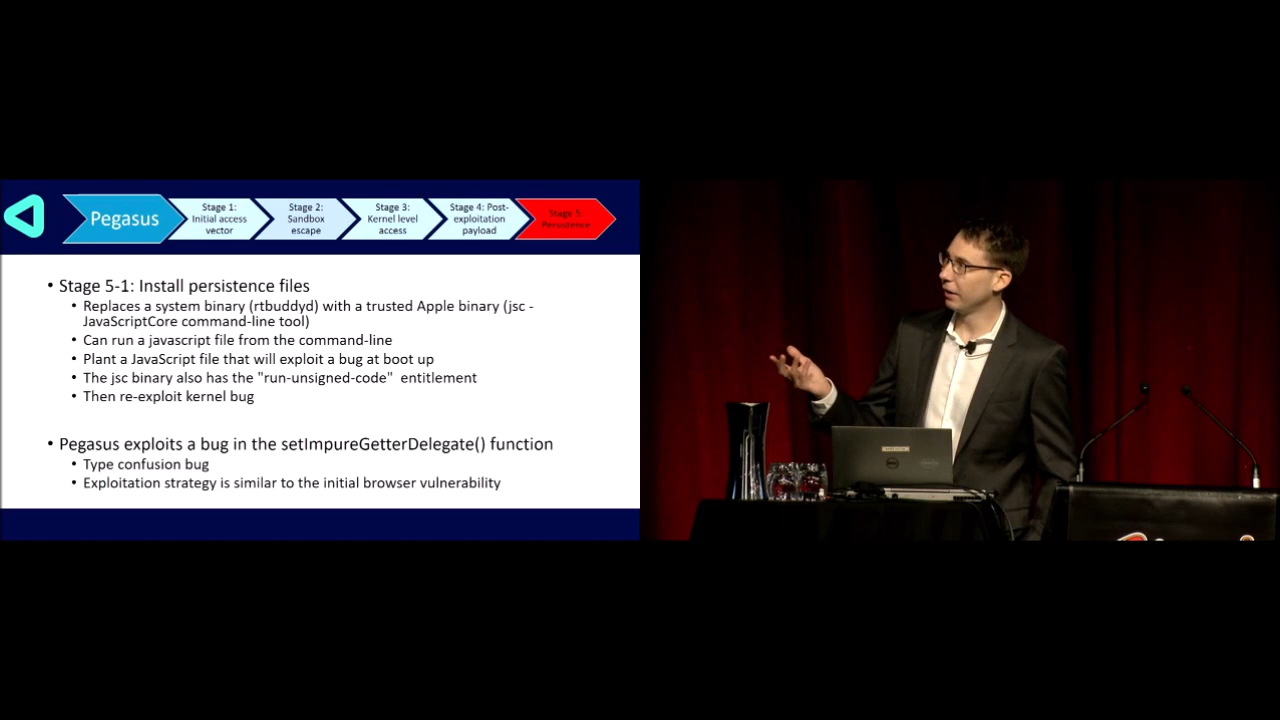 Pegasus
Stage 1:
Initial access
vector
Stage 2:
Sandbox
escape
Stage 3:
Kernel level
access
Stage 4: Post-
exploitation
payload
Stage 5:
Persistence
• Stage 5-1: Install persistence files
• Replaces a system binary (rtbuddyd) with a trusted Apple binary (jsc -
JavaScriptCore command-line tool)
• Can run a javascript file from the command-line
• Plant a JavaScript file that will exploit a bug at boot up
• The jsc binary also has the "run-unsigned-code" entitlement
• Then re-exploit kernel bug
• Pegasus exploits a bug in the setImpureGetterDelegate() function
• Type confusion bug
• Exploitation strategy is similar to the initial browser vulnerability